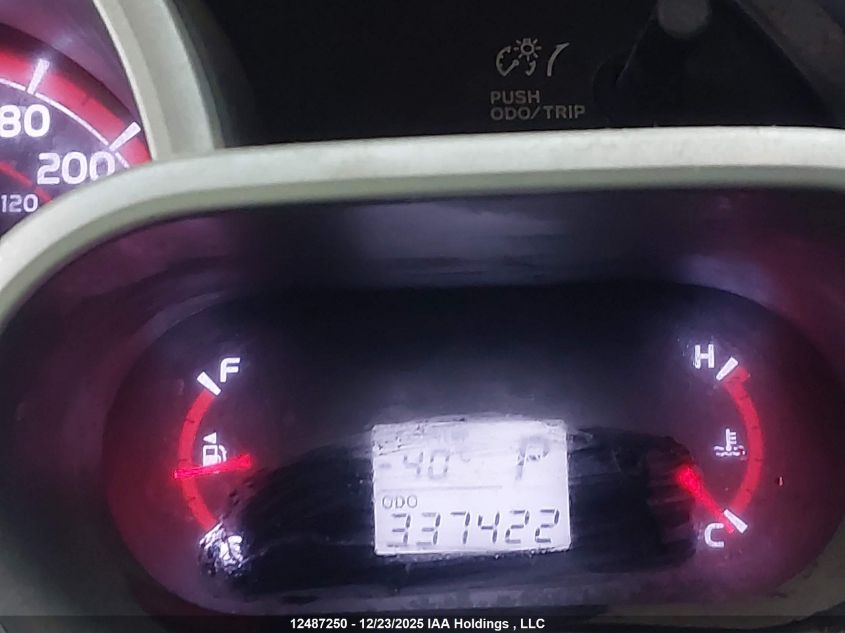 PUSH
ODO/TRIP
80
200
120
F
H
-40°
P
ODO
337422
C
12487250 - 12/23/2025 IAA Holdings , LLC